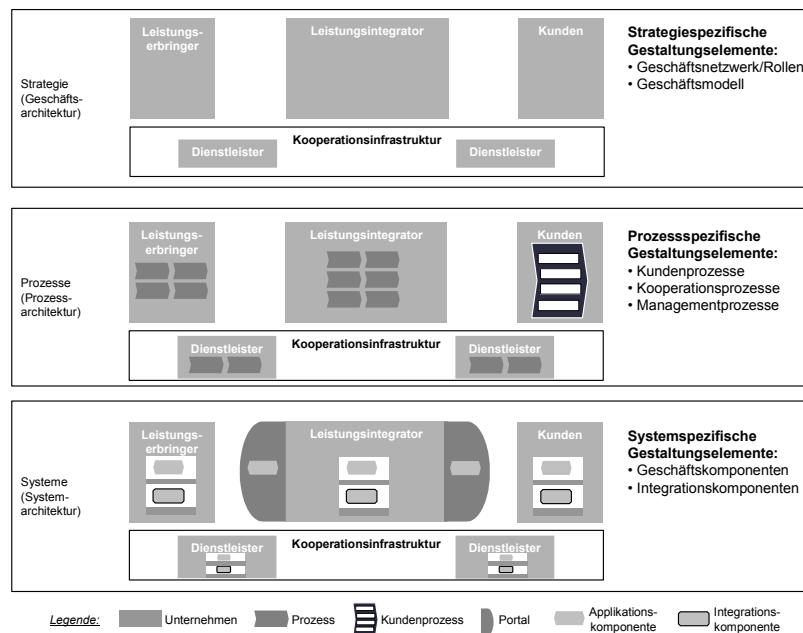 Leistungs-
erbringer
Leistungsintegrator
Kunden
Strategie
(Geschäfts-
architektur)
Kooperationsinfrastruktur
Dienstleister
Dienstleister
Strategiespezifische
Gestaltungselemente:
• Geschäftsnetzwerk/Rollen
• Geschäftsmodell
Leistungs-
erbringer
Leistungsintegrator
Kunden
Prozesse
(Prozess-
architektur)
Kooperationsinfrastruktur
Dienstleister
Dienstleister
Prozessspezifische
Gestaltungselemente:
• Kundenprozesse
• Kooperationsprozesse
• Managementprozesse
Leistungs-
erbringer
Leistungsintegrator
Kunden
Systeme
(System-
architektur)
Kooperationsinfrastruktur
Dienstleister
Dienstleister
Systemspezifische
Gestaltungselemente:
• Geschäftskomponenten
• Integrationskomponenten
Legende:
Unternehmen
Prozess
Kundenprozess
Portal
Applikations-
komponente
Integrations-
komponente